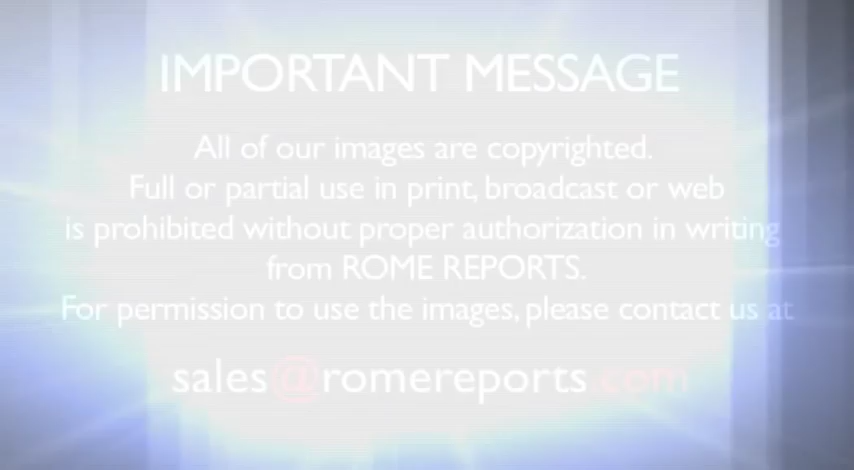 IMPORTANT MESSAGE
All of our images are copyrighted.
Full or partial use in print, broadcast or web
is prohibited without proper authorization in writing
from ROME REPORTS.
For permission to use the images, please contact us at
sales@romereports.com